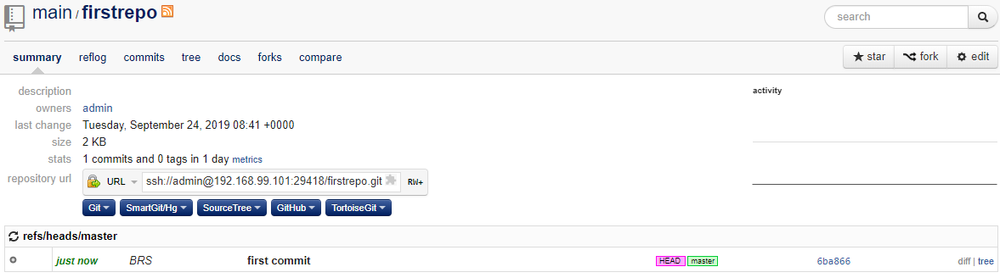 main / firstrepo
search
summary reflog commits tree docs forks compare
star fork edit
description
activity
owners admin
last change Tuesday, September 24, 2019 08:41 +0000
size 2 KB
stats 1 commits and 0 tags in 1 day metrics
repository url URL ssh://admin@192.168.99.101:29418/firstrepo.git RW+
Git SmartGit/Hg SourceTree GitHub TortoiseGit
refs/heads/master
just now BRS first commit HEAD master 6ba866 diff | tree